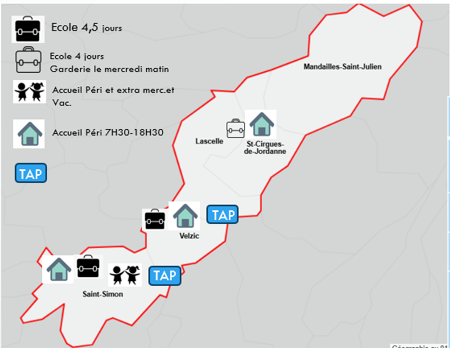 Ecole 4,5 jours
Ecole 4 jours
Garderie le mercredi matin
Accueil Péri et extra merc.et
Vac.
Accueil Péri 7H30-18H30
TAP
Mandailles-Saint-Julien
Lascelle
St-Cirgues-
de-Jordanne
TAP
Velzic
TAP
Saint-Simon